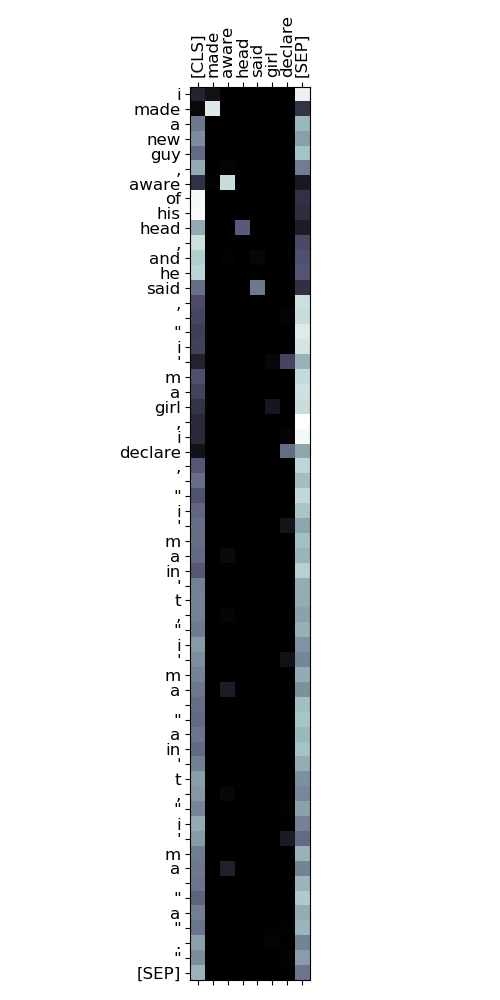 [CLS]
made
aware
head
said
girl
declare
[SEP]
i
made
a
new
guy
,
aware
of
his
head
,
and
he
said
,
"
i
'
m
a
girl
,
i
declare
,
"
i
'
m
a
in
'
t
,
"
i
'
m
a
"
a
in
'
t
,
"
i
'
m
a
"
a
"
.
"
[SEP]